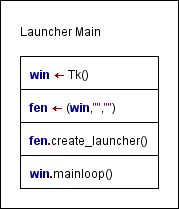 Launcher Main
win ← Tk()
fen ← (win,"","")
fen.create_launcher()
win.mainloop()